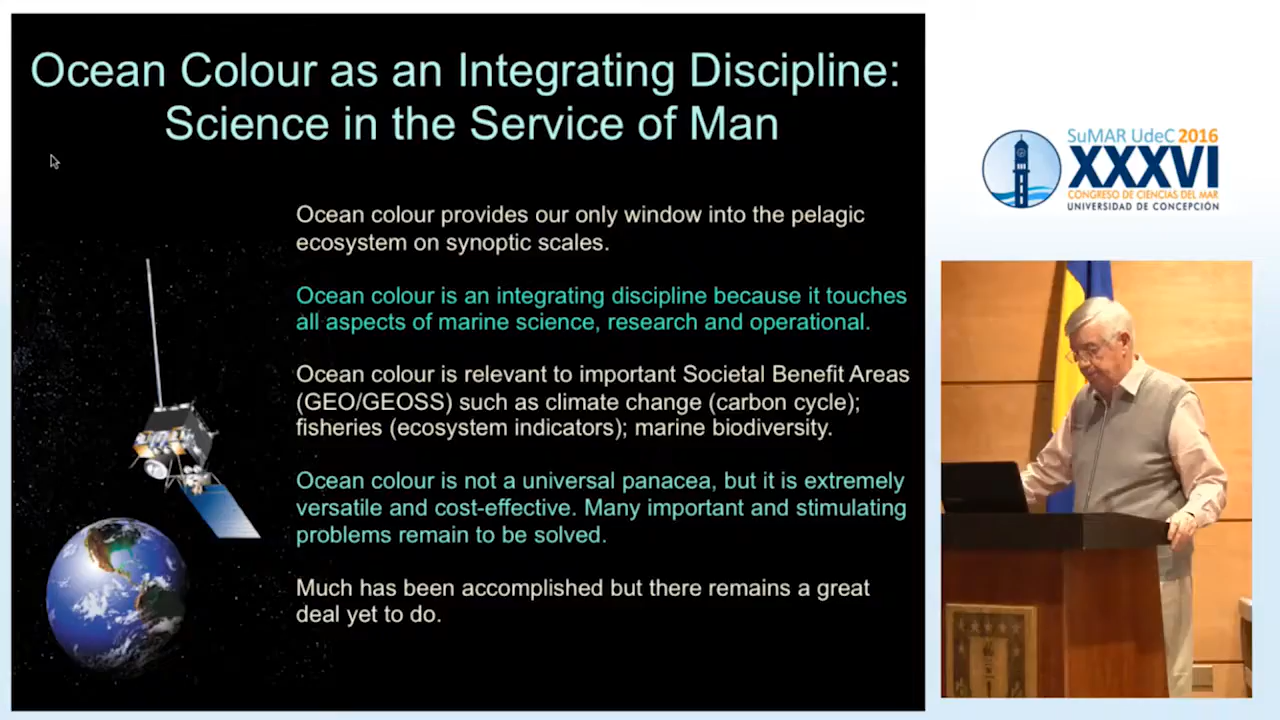 Ocean Colour as an Integrating Discipline:
Science in the Service of Man
Ocean colour provides our only window into the pelagic
ecosystem on synoptic scales.
Ocean colour is an integrating discipline because it touches
all aspects of marine science, research and operational.
Ocean colour is relevant to important Societal Benefit Areas
(GEO/GEOSS) such as climate change (carbon cycle);
fisheries (ecosystem indicators); marine biodiversity.
Ocean colour is not a universal panacea, but it is extremely
versatile and cost-effective. Many important and stimulating
problems remain to be solved.
Much has been accomplished but there remains a great
deal yet to do.
SuMAR UdeC 2016
XXXVI
CONGRESO DE CIENCIAS DEL MAR
UNIVERSIDAD DE CONCEPCIÓN